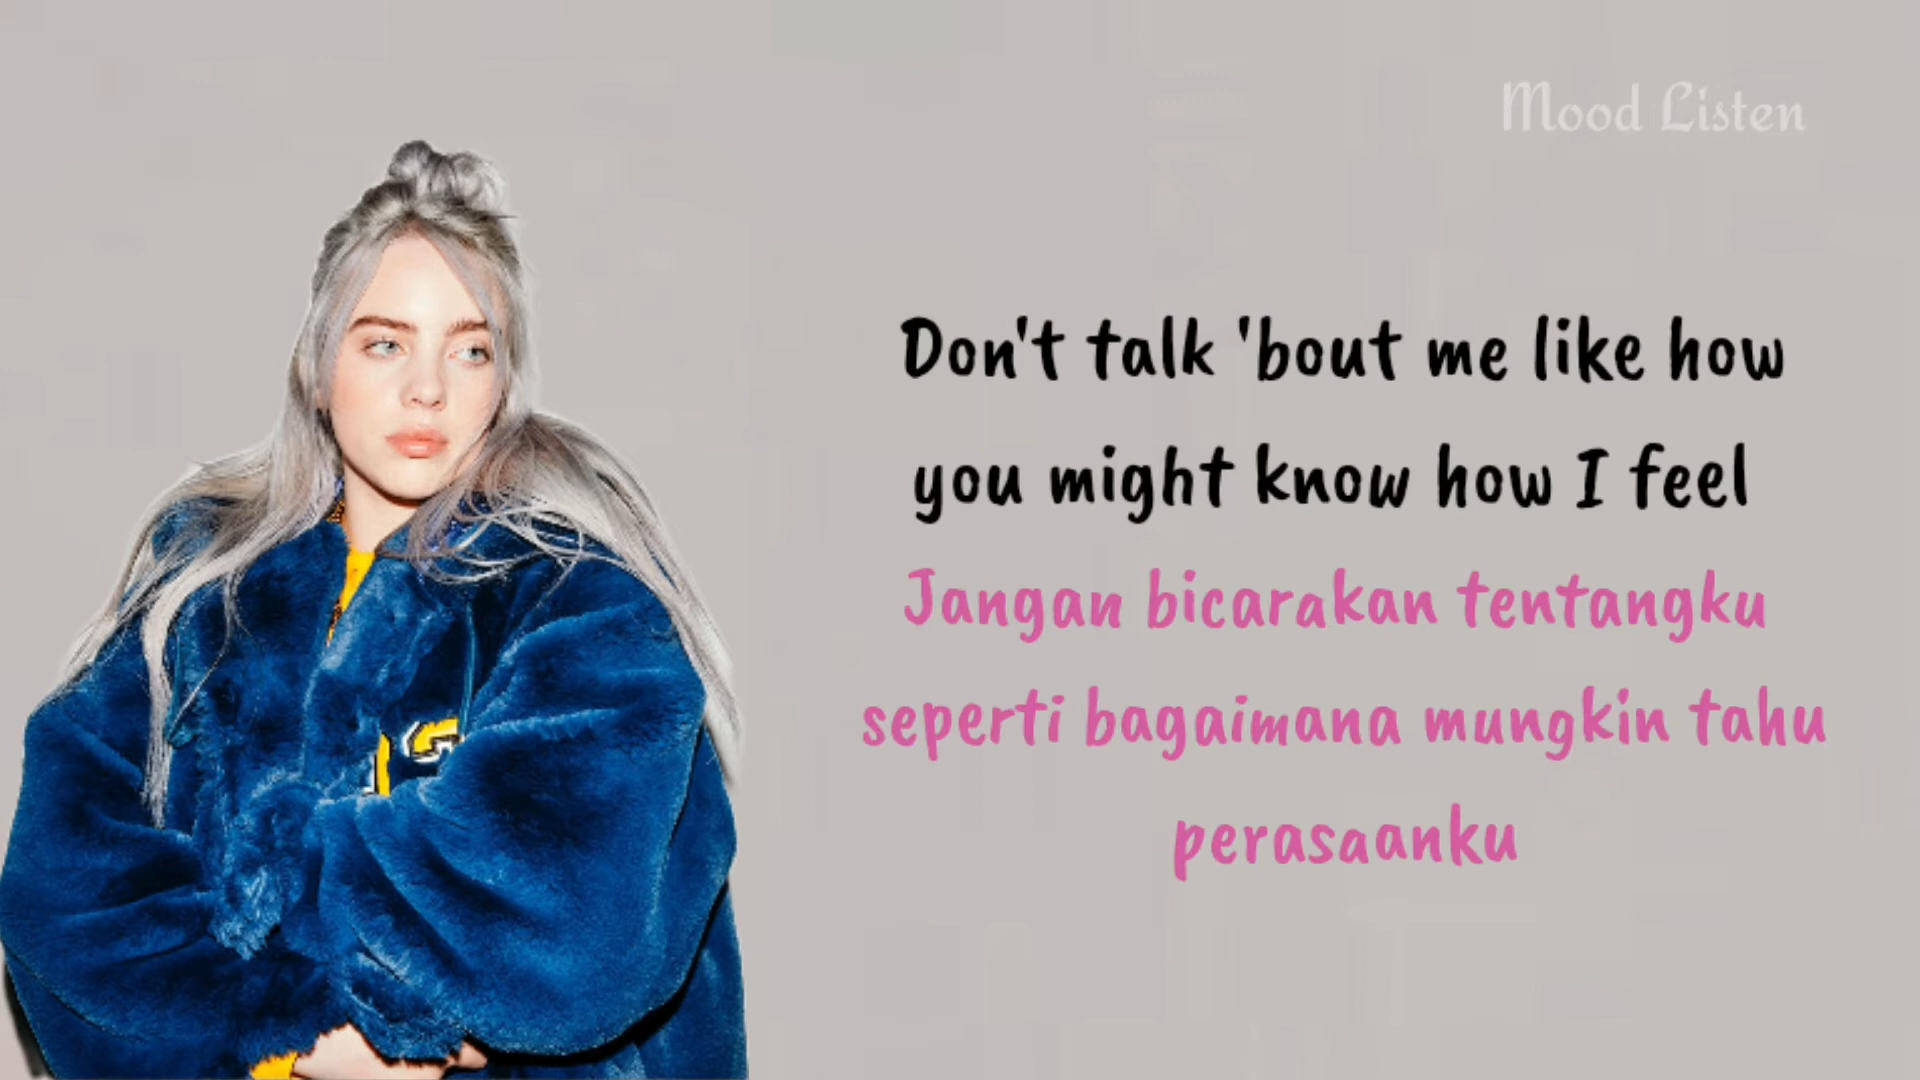 Mood Listen
Don't talk 'bout me like how
you might know how I feel
Jangan bicarakan tentangku
seperti bagaimana mungkin tahu
perasaanku